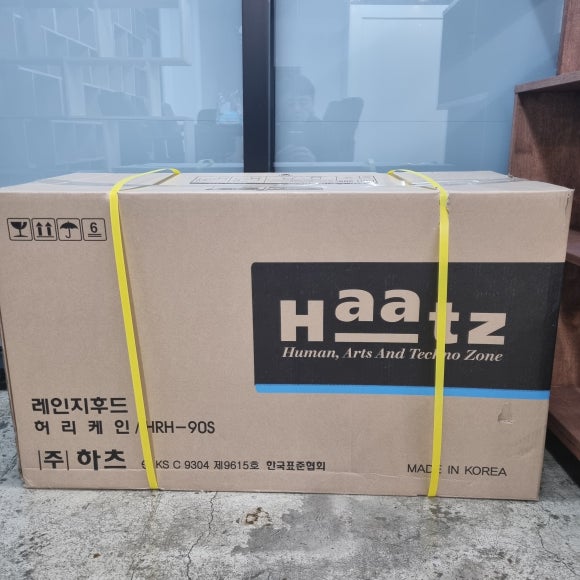 6
Haatz
Human, Arts And Techno Zone
레인지후드
허리케인/HRH-90S
(주)하츠
KS C 9304 제9615호 한국표준협회
MADE IN KOREA